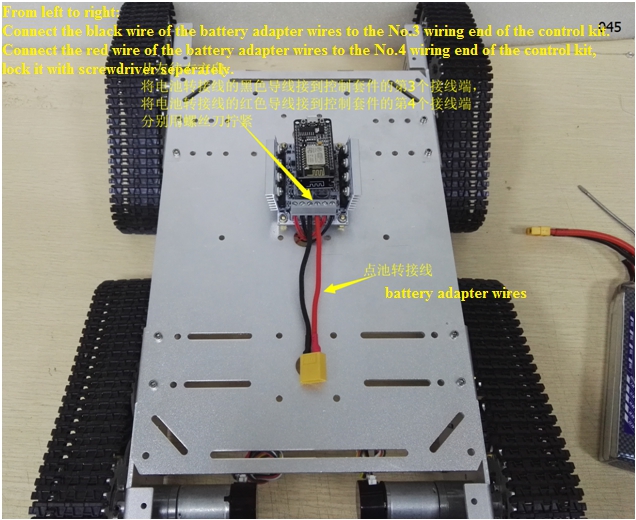 From left to right:
Connect the black wire of the battery adapter wires to the No.3 wiring end of the control kit.
Connect the red wire of the battery adapter wires to the No.4 wiring end of the control kit,
lock it with screwdriver seperately.
将电池转接线的黑色导线接到控制套件的第3个接线端,
将电池转接线的红色导线接到控制套件的第4个接线端
分别用螺丝刀拧紧
点池转接线
battery adapter wires